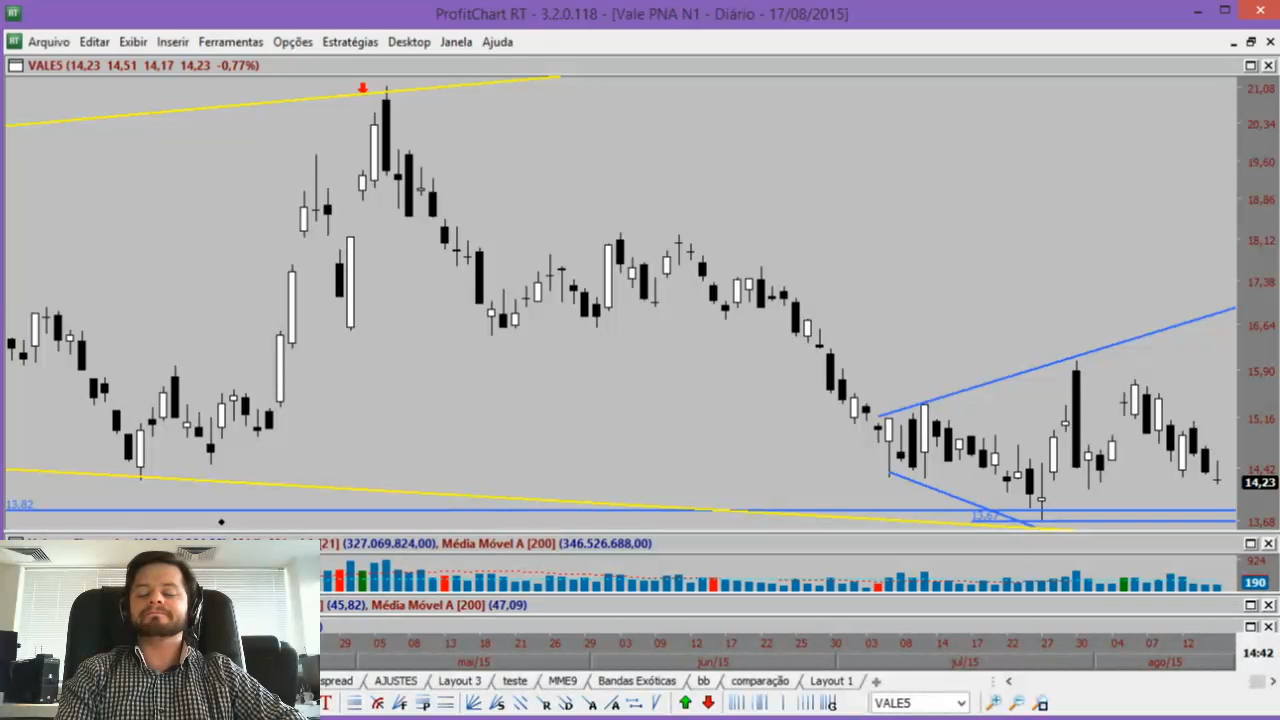 RT ProfitChart RT - 3.2.0.118 - [Vale PNA N1 - Diário - 17/08/2015]
RT Arquivo Editar Exibir Inserir Ferramentas Opções Estratégias Desktop Janela Ajuda
VALE5 (14,23 14,51 14,17 14,23 -0,77%)
21,08
20,34
19,60
18,86
18,12
17,38
16,64
15,90
15,16
14,42
14,23
13,82
13,67
13,68
[21] (327.069.824,00), Média Móvel A [200] (346.526.688,00)
924
190
(45,82), Média Móvel A [200] (47,09)
29 05 08 13 18 21 26 29 03 09 12 17 22 25 30 03 08 14 17 22 27 30 04 07 12
14:42
mai/15 jun/15 jul/15 ago/15
spread AJUSTES Layout 3 teste MME9 Bandas Exóticas bb comparação Layout 1
VALE5